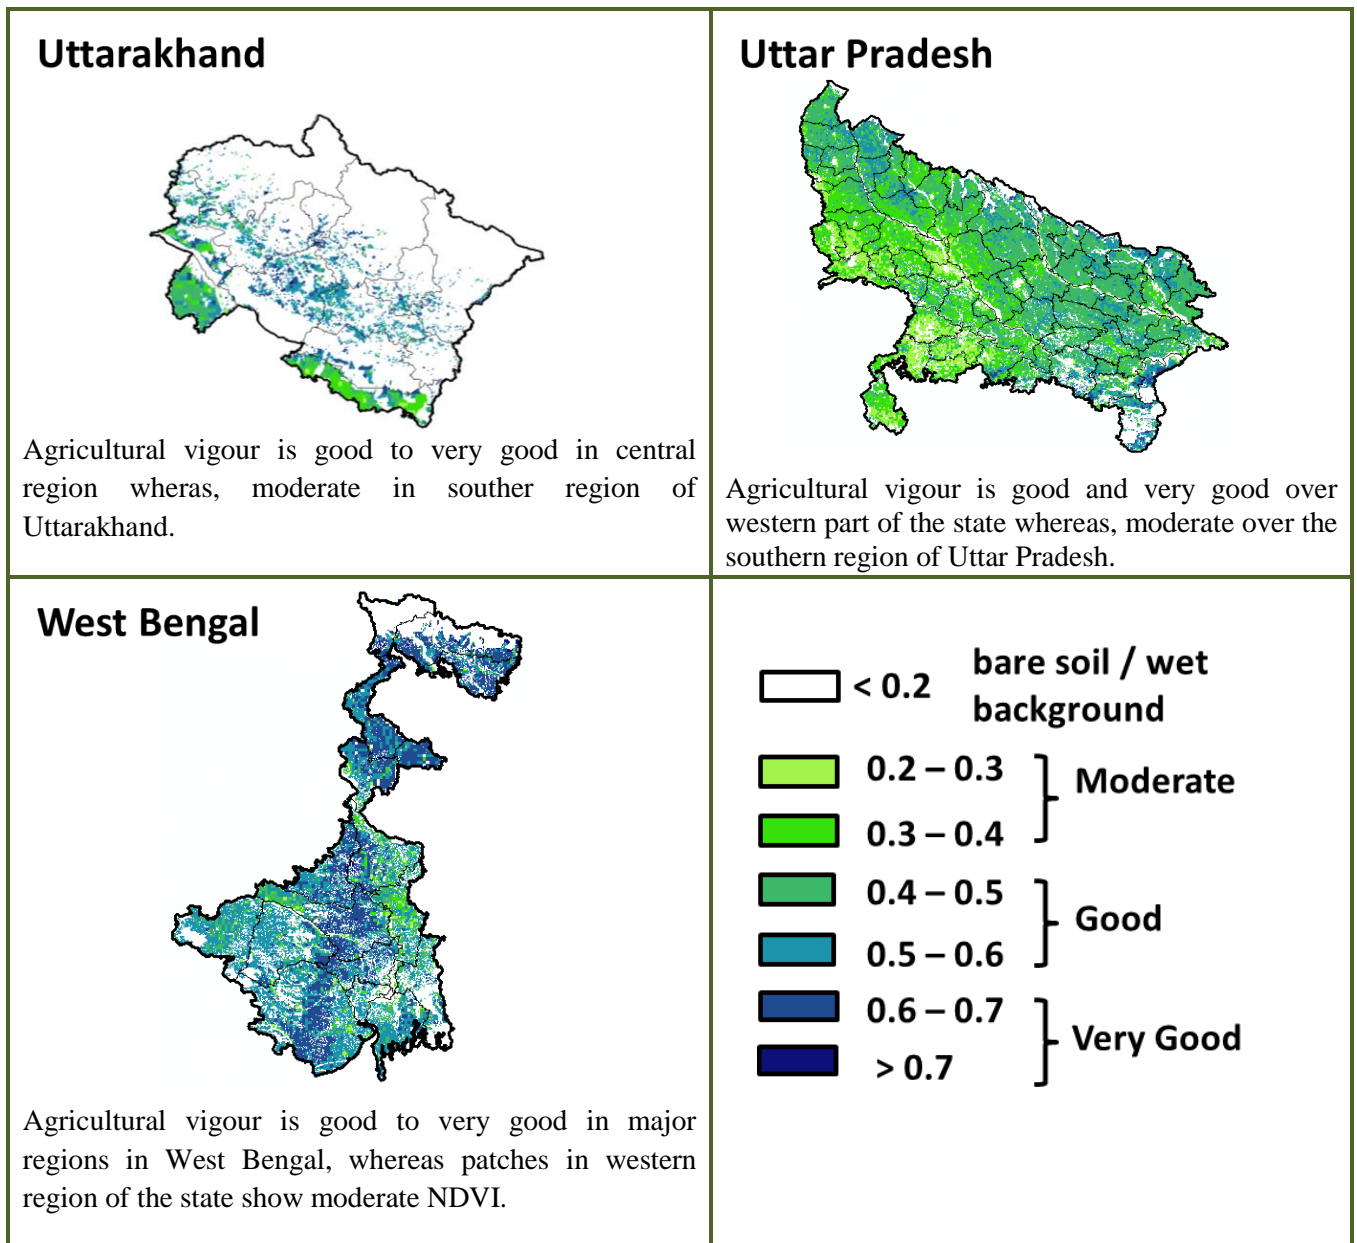 Uttarakhand
Agricultural vigour is good to very good in central
region wheras, moderate in souther region of
Uttarakhand.
Uttar Pradesh
Agricultural vigour is good and very good over
western part of the state whereas, moderate over the
southern region of Uttar Pradesh.
West Bengal
Agricultural vigour is good to very good in major
regions in West Bengal, whereas patches in western
region of the state show moderate NDVI.
< 0.2 bare soil / wet
background
0.2 – 0.3
Moderate
0.3 – 0.4
0.4 – 0.5
Good
0.5 – 0.6
0.6 – 0.7
Very Good
> 0.7